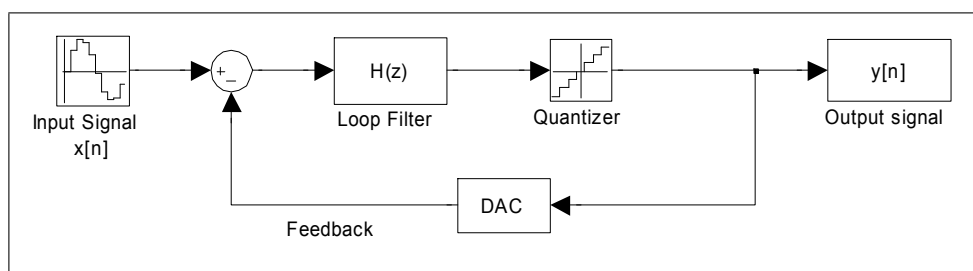 Input Signal
x[n]
+
−
H(z)
Loop Filter
Quantizer
y[n]
Output signal
DAC
Feedback